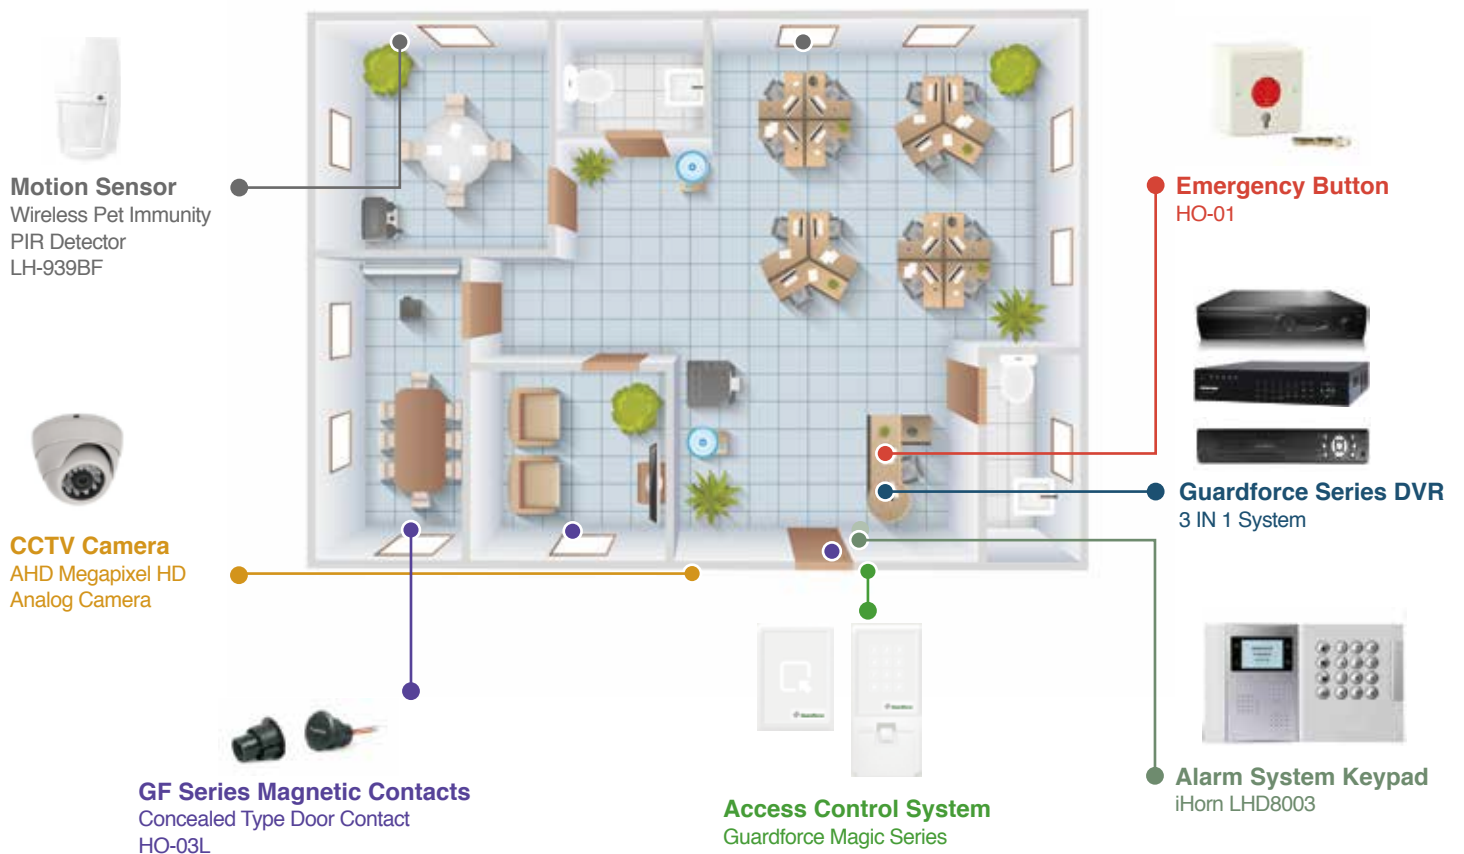 Motion Sensor
Wireless Pet Immunity
PIR Detector
LH-939BF
CCTV Camera
AHD Megapixel HD
Analog Camera
GF Series Magnetic Contacts
Concealed Type Door Contact
HO-03L
Access Control System
Guardforce Magic Series
Emergency Button
HO-01
Guardforce Series DVR
3 IN 1 System
Alarm System Keypad
iHorn LHD8003